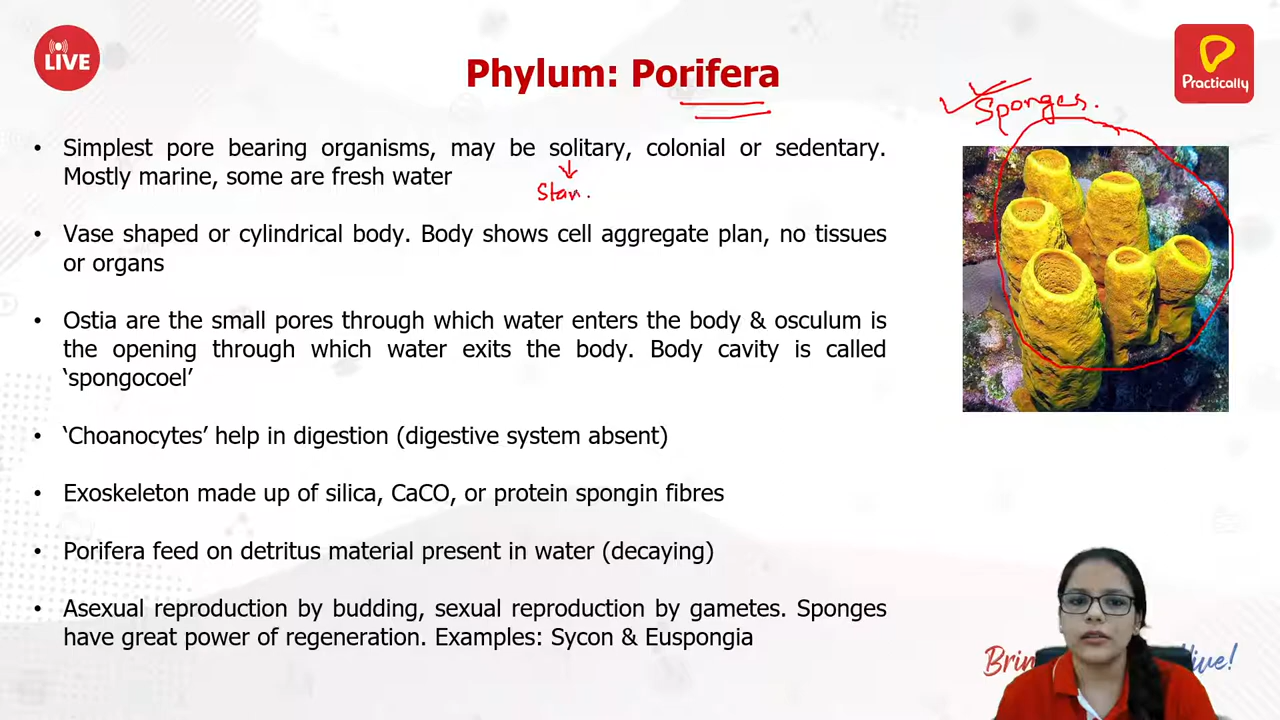 LIVE
Practically
Phylum: Porifera
Sponges.
• Simplest pore bearing organisms, may be solitary, colonial or sedentary.
Mostly marine, some are fresh water
Stan.
• Vase shaped or cylindrical body. Body shows cell aggregate plan, no tissues
or organs
• Ostia are the small pores through which water enters the body & osculum is
the opening through which water exits the body. Body cavity is called
‘spongocoel’
• ‘Choanocytes’ help in digestion (digestive system absent)
• Exoskeleton made up of silica, CaCO, or protein spongin fibres
• Porifera feed on detritus material present in water (decaying)
• Asexual reproduction by budding, sexual reproduction by gametes. Sponges
have great power of regeneration. Examples: Sycon & Euspongia